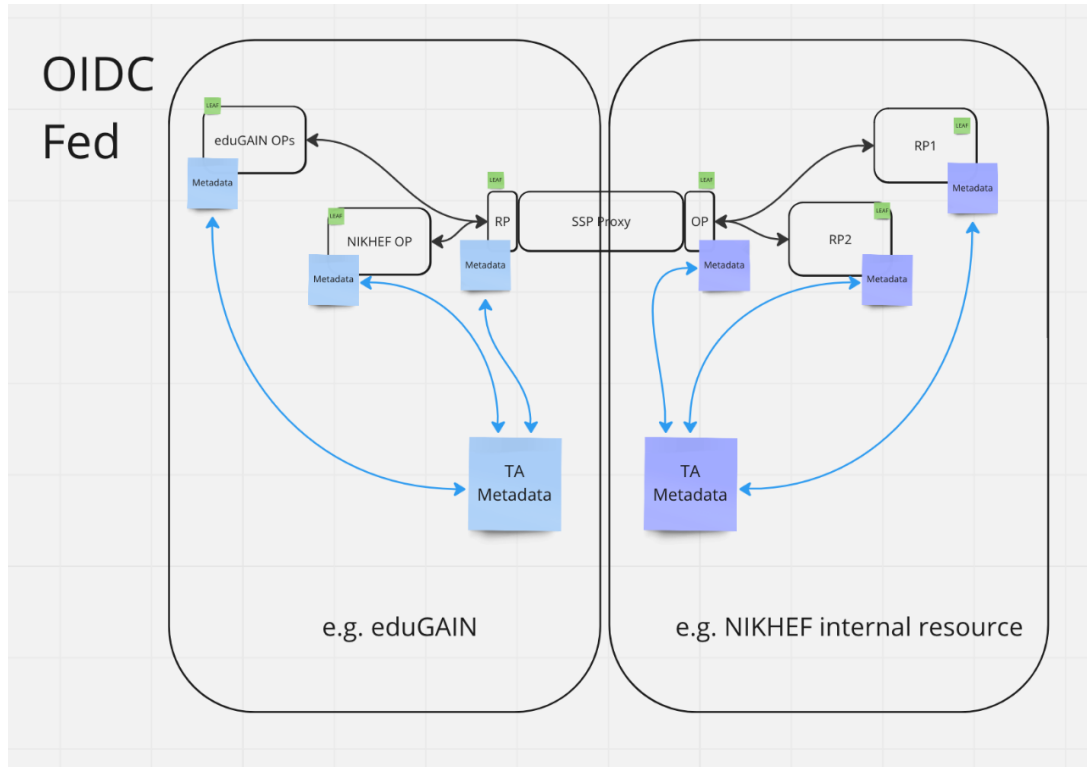 OIDC
Fed
LEAF
eduGAIN OPs
Metadata
LEAF
NIKHEF OP
Metadata
LEAF
RP
Metadata
SSP Proxy
LEAF
OP
Metadata
LEAF
RP1
Metadata
LEAF
RP2
Metadata
TA
Metadata
TA
Metadata
e.g. eduGAIN
e.g. NIKHEF internal resource